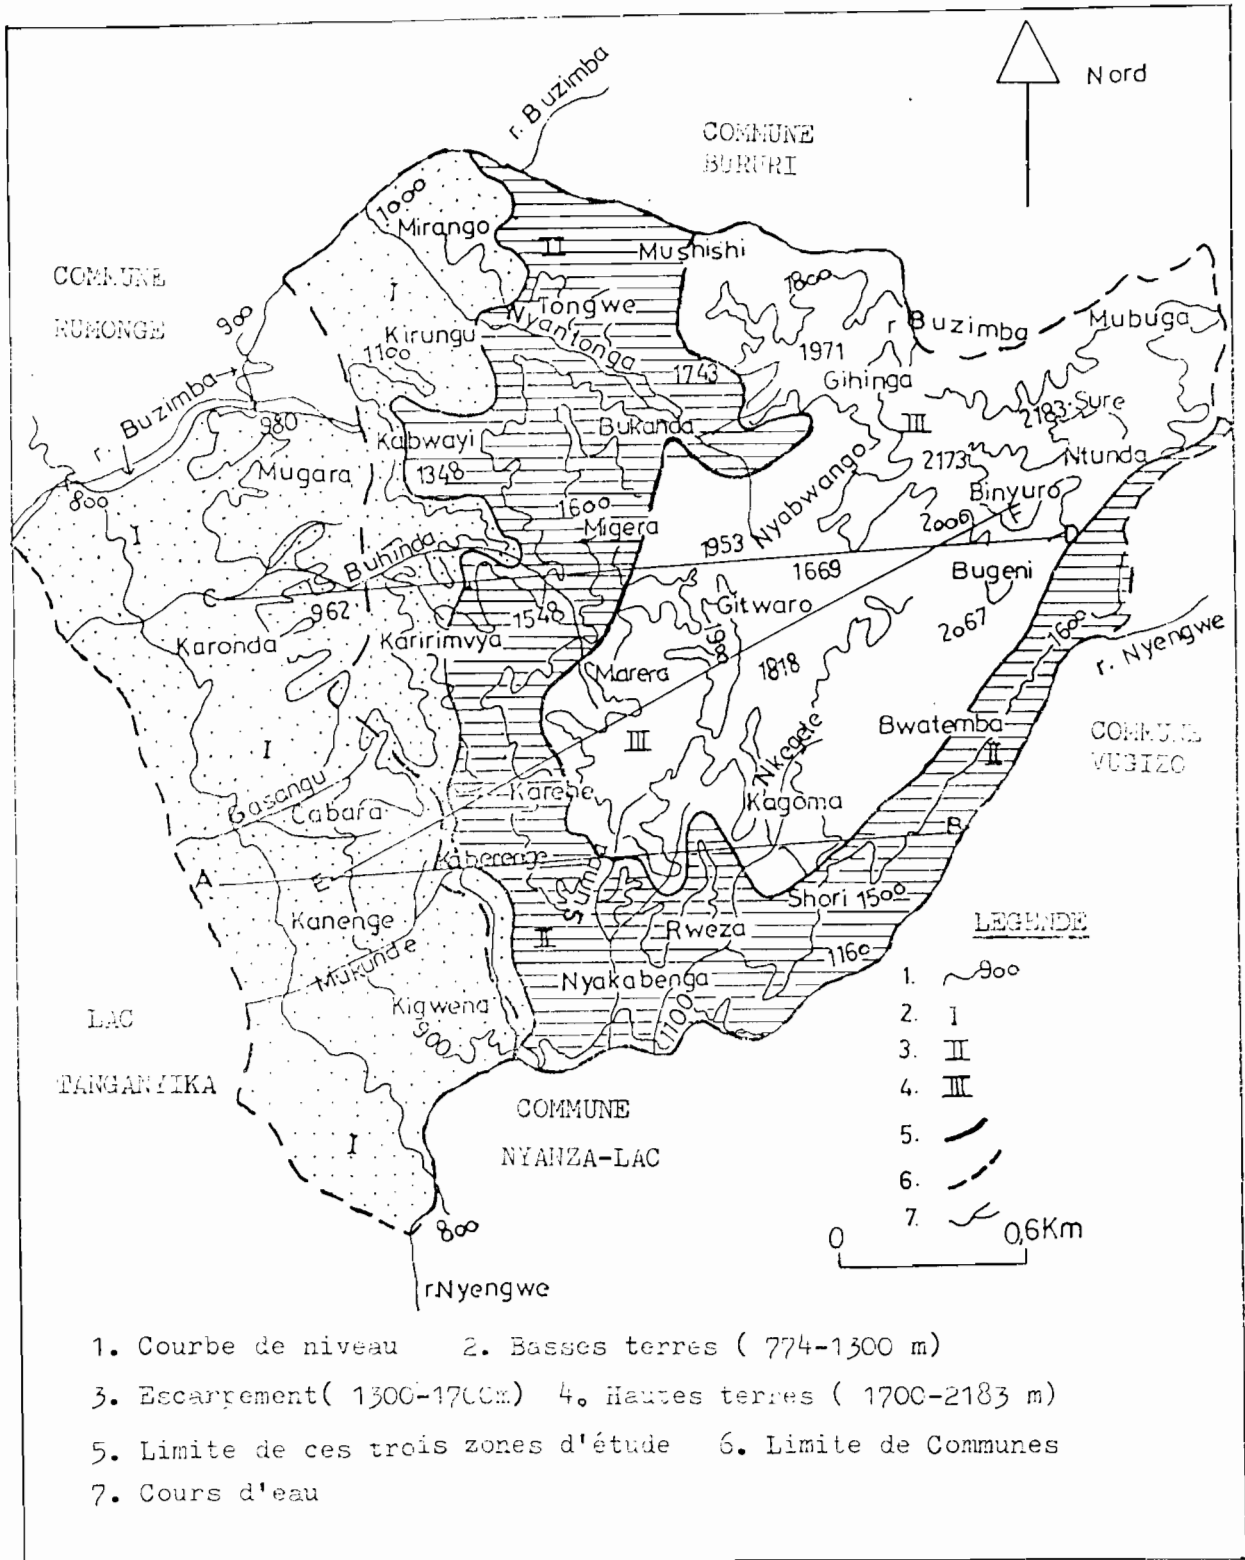 r. Buzimba
Nord
COMMUNE
BURURI
1000
Mirango
II
Mushishi
COMMUNE
RUMONGE
I
900
Tongwe
Nyantonga
1800
r Buzimba
Mubuga
Kirungu
1100
1971
1743
Gihinga
r. Buzimba
980
Kabwayi
Bukanda
III
2183
Sure
Mugara
1348
2173
Ntunda
800
I
1600
Migera
Nyabwango
Binyuro
2000
F
Buhinda
1953
1669
D
Bugeni
C
962
1548
Gitwaro
2067
1600
r. Nyengwe
Karonda
Karirimvya
Marera
1818
I
III
Nkegete
Bwatemba
II
COMMUNE
VUGIZO
Gasangu
Cabara
Karehe
Kagoma
B
A
E
Kaberenge
Shori 1500
Kanenge
II
Rweza
LEGENDE
Mukunde
1160
Nyakabenga
1. 900
Kigwena
900
1100
2. I
LAC
TANGANYIKA
3. II
4. III
COMMUNE
NYANZA-LAC
5.
I
6.
7.
800
0
0,6Km
r.Nyengwe
1. Courbe de niveau 2. Basses terres ( 774-1300 m)
3. Escarpement( 1300-1700m) 4. Hautes terres ( 1700-2183 m)
5. Limite de ces trois zones d'étude 6. Limite de Communes
7. Cours d'eau